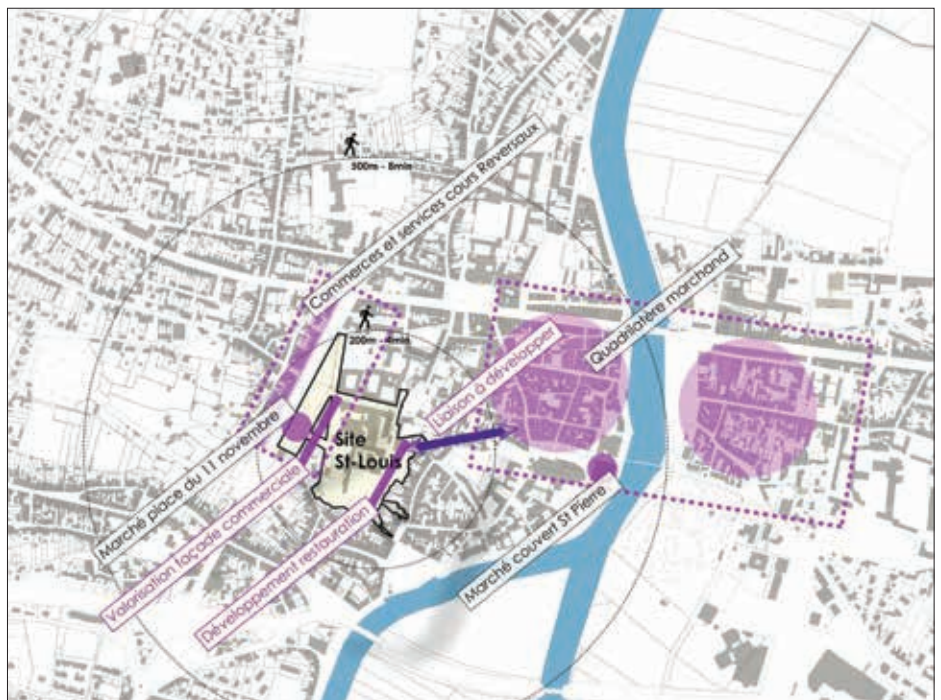 500m - 8min
Commerces et services cours Reversaux
200m - 4min
Liaison à développer
Quadrilatère marchand
Site
St-Louis
Marché place du 11 novembre
Valorisation façade commerciale
Développement restauration
Marché couvert St Pierre